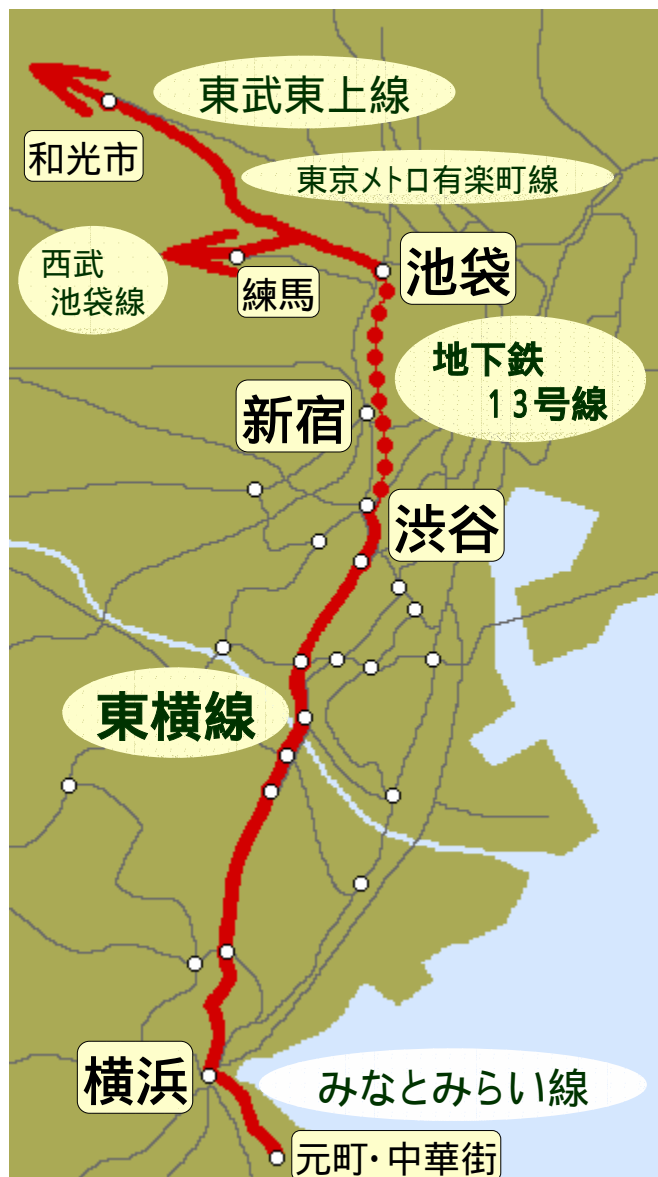 東武東上線
和光市
東京メトロ有楽町線
西武
池袋線
練馬
池袋
地下鉄
13号線
新宿
渋谷
東横線
横浜
みなとみらい線
元町・中華街